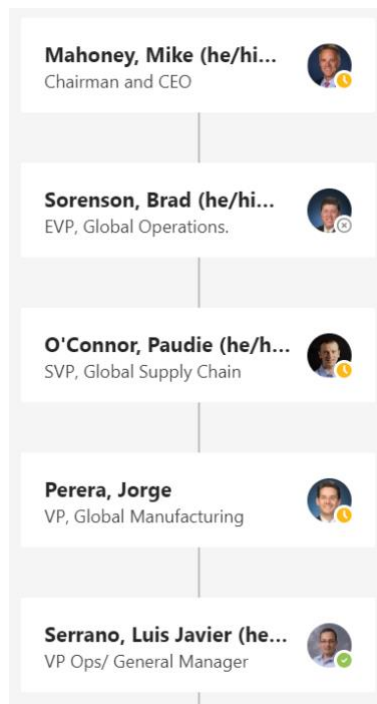 Mahoney, Mike (he/hi...
Chairman and CEO
Sorenson, Brad (he/hi...
EVP, Global Operations.
O'Connor, Paudie (he/h...
SVP, Global Supply Chain
Perera, Jorge
VP, Global Manufacturing
Serrano, Luis Javier (he...
VP Ops/ General Manager